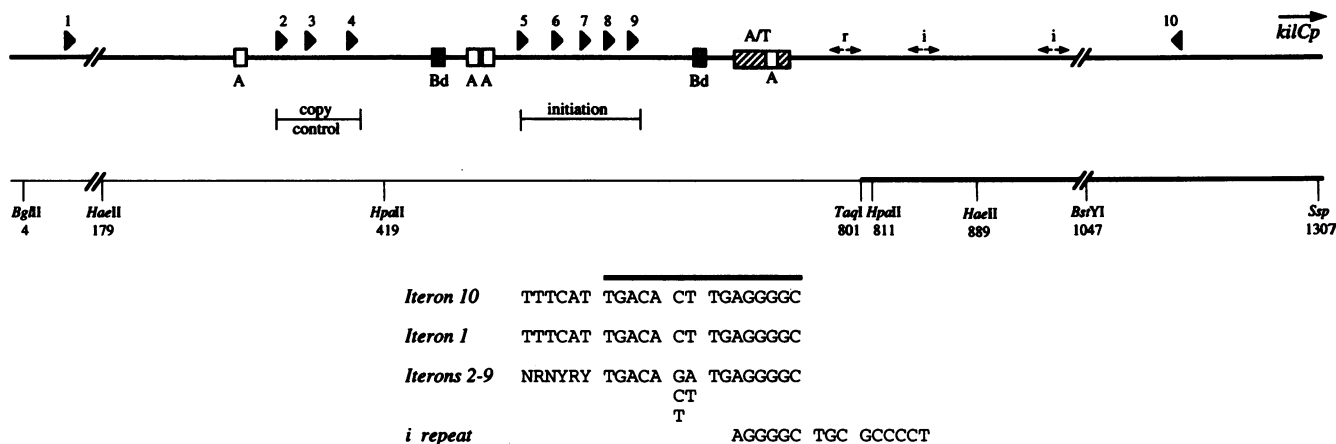 1 2 3 4 5 6 7 8 9 A/T r i i 10 kilCp
A Bd A A Bd A
copy
control
initiation
BglII HaeII HpaII TaqI HpaII HaeII BstYI Ssp
4 179 419 801 811 889 1047 1307
Iteron 10 TTTCAT TGACA CT TGAGGGGC
Iteron 1 TTTCAT TGACA CT TGAGGGGC
Iterons 2-9 NRNYRY TGACA GA TGAGGGGC
CT
T
i repeat AGGGGC TGC GCCCCT